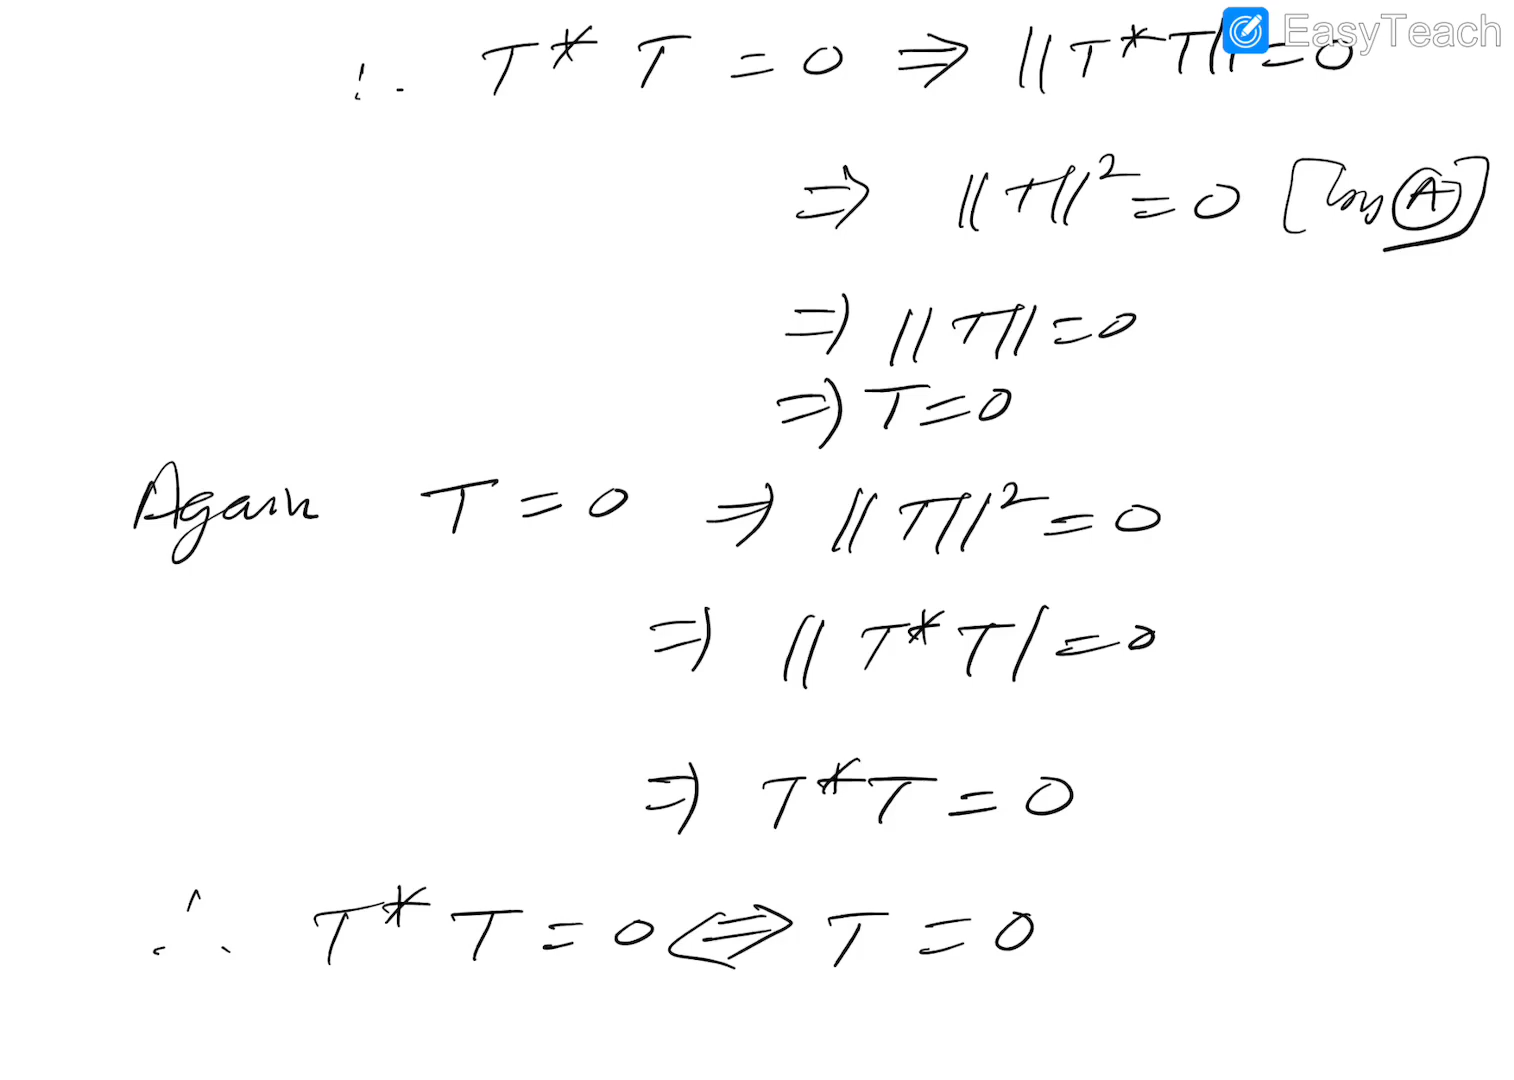 EasyTeach
∴ T* T = 0 ⇒ ||T*T|| = 0
⇒ ||T||² = 0 [by Ⓐ]
⇒ ||T|| = 0
⇒ T = 0
Again T = 0 ⇒ ||T||² = 0
⇒ || T* T| = 0
⇒ T*T = 0
∴ T* T = 0 ⇔ T = 0